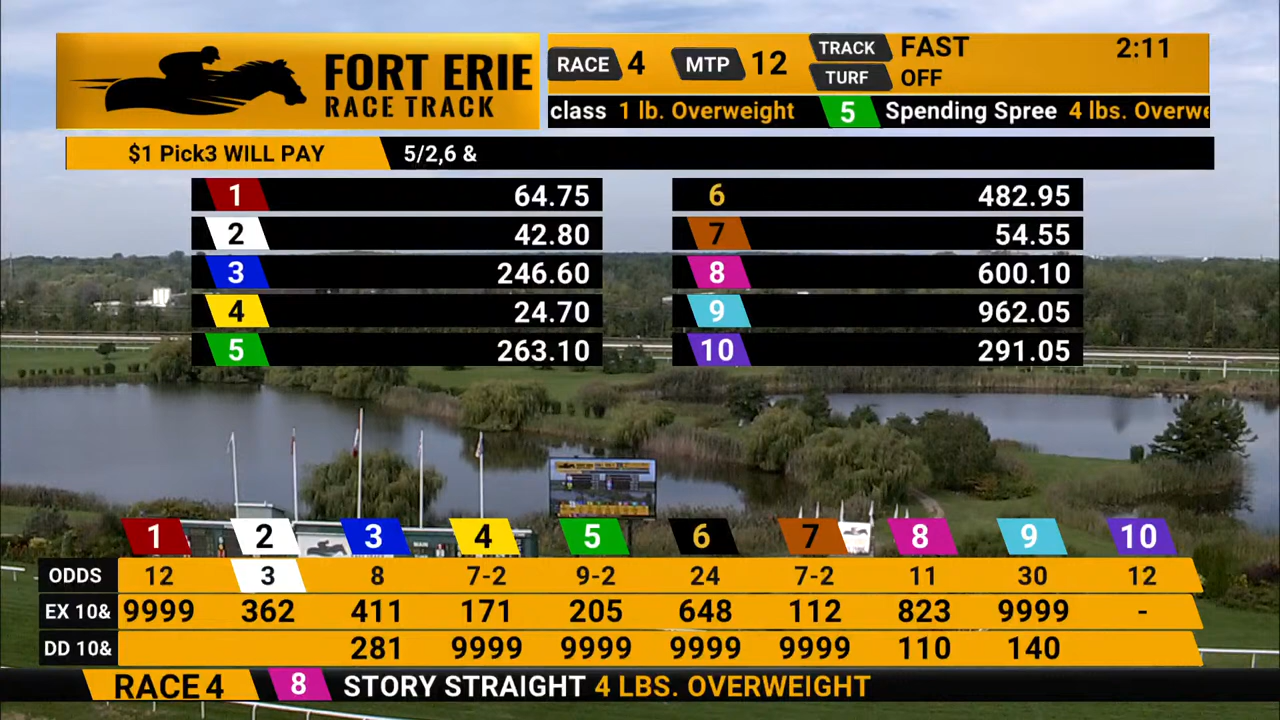 FORT ERIE
RACE TRACK
RACE 4 MTP 12 TRACK FAST 2:11
TURF OFF
class 1 lb. Overweight 5 Spending Spree 4 lbs. Overwe
$1 Pick3 WILL PAY 5/2,6 &
1 64.75 6 482.95
2 42.80 7 54.55
3 246.60 8 600.10
4 24.70 9 962.05
5 263.10 10 291.05
1 2 3 4 5 6 7 8 9 10
ODDS 12 3 8 7-2 9-2 24 7-2 11 30 12
EX 10& 9999 362 411 171 205 648 112 823 9999 -
DD 10& 281 9999 9999 9999 9999 110 140
RACE 4 8 STORY STRAIGHT 4 LBS. OVERWEIGHT